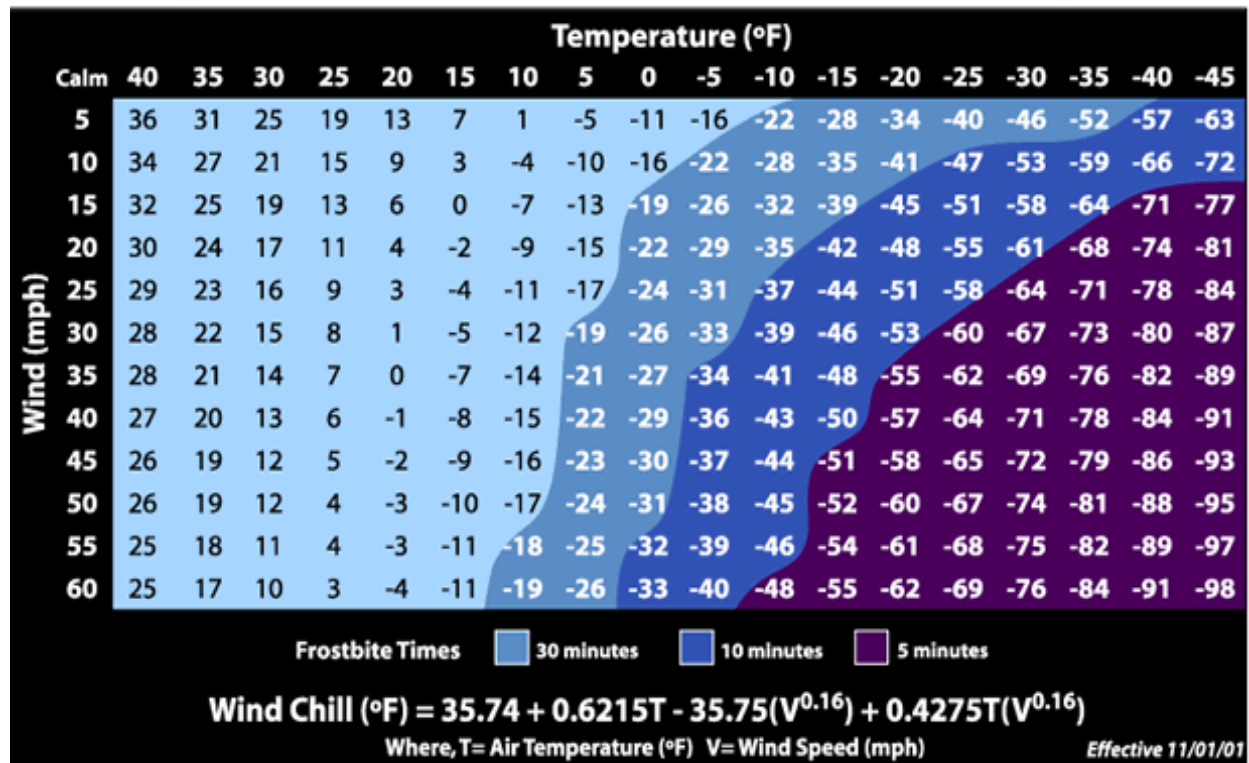 Temperature (ºF)
Calm 40 35 30 25 20 15 10 5 0 -5 -10 -15 -20 -25 -30 -35 -40 -45
5 36 31 25 19 13 7 1 -5 -11 -16 -22 -28 -34 -40 -46 -52 -57 -63
10 34 27 21 15 9 3 -4 -10 -16 -22 -28 -35 -41 -47 -53 -59 -66 -72
15 32 25 19 13 6 0 -7 -13 -19 -26 -32 -39 -45 -51 -58 -64 -71 -77
20 30 24 17 11 4 -2 -9 -15 -22 -29 -35 -42 -48 -55 -61 -68 -74 -81
Wind (mph)
25 29 23 16 9 3 -4 -11 -17 -24 -31 -37 -44 -51 -58 -64 -71 -78 -84
30 28 22 15 8 1 -5 -12 -19 -26 -33 -39 -46 -53 -60 -67 -73 -80 -87
35 28 21 14 7 0 -7 -14 -21 -27 -34 -41 -48 -55 -62 -69 -76 -82 -89
40 27 20 13 6 -1 -8 -15 -22 -29 -36 -43 -50 -57 -64 -71 -78 -84 -91
45 26 19 12 5 -2 -9 -16 -23 -30 -37 -44 -51 -58 -65 -72 -79 -86 -93
50 26 19 12 4 -3 -10 -17 -24 -31 -38 -45 -52 -60 -67 -74 -81 -88 -95
55 25 18 11 4 -3 -11 -18 -25 -32 -39 -46 -54 -61 -68 -75 -82 -89 -97
60 25 17 10 3 -4 -11 -19 -26 -33 -40 -48 -55 -62 -69 -76 -84 -91 -98
Frostbite Times 30 minutes 10 minutes 5 minutes
Wind Chill (ºF) = 35.74 + 0.6215T - 35.75(V^0.16) + 0.4275T(V^0.16)
Where, T= Air Temperature (ºF) V= Wind Speed (mph) Effective 11/01/01